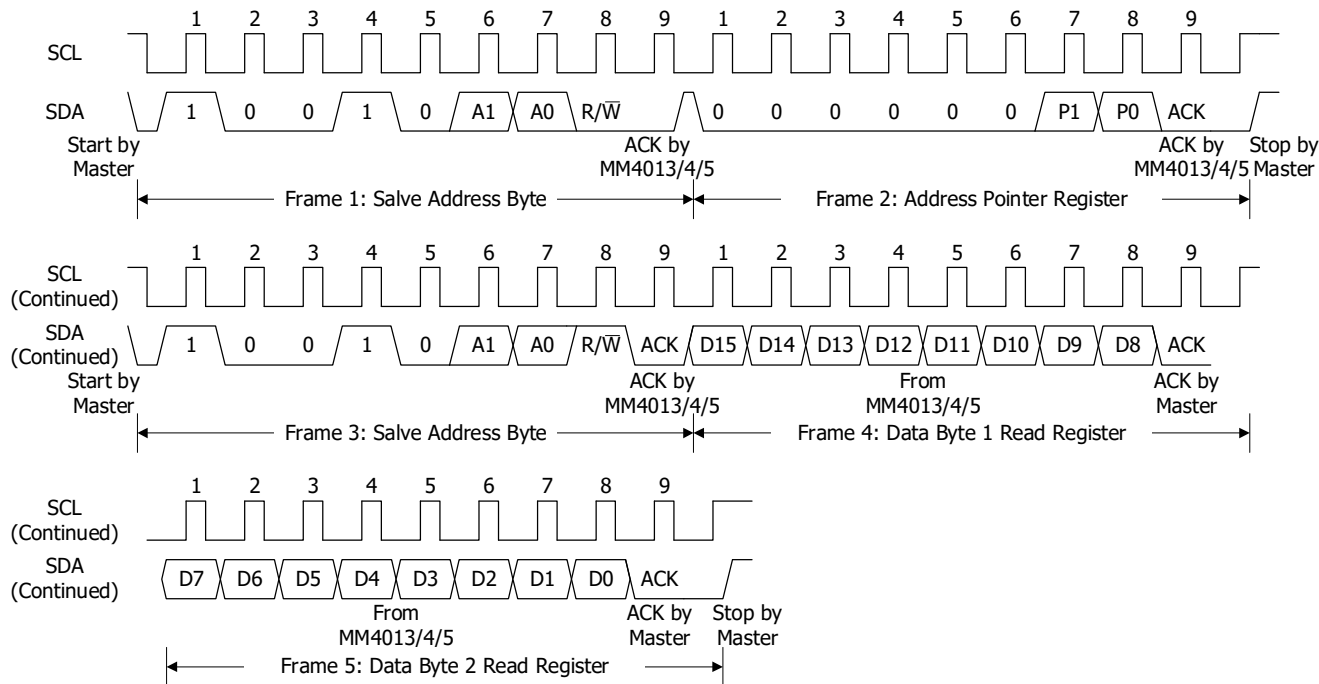 1 2 3 4 5 6 7 8 9 1 2 3 4 5 6 7 8 9
SCL
SDA 1 0 0 1 0 A1 A0 R/W̅ 0 0 0 0 0 0 P1 P0 ACK
Start by Master
ACK by MM4013/4/5
ACK by MM4013/4/5
Stop by Master
Frame 1: Salve Address Byte
Frame 2: Address Pointer Register
1 2 3 4 5 6 7 8 9 1 2 3 4 5 6 7 8 9
SCL
(Continued)
SDA
(Continued)
1 0 0 1 0 A1 A0 R/W̅ ACK D15 D14 D13 D12 D11 D10 D9 D8 ACK
Start by Master
ACK by MM4013/4/5
From MM4013/4/5
ACK by Master
Frame 3: Salve Address Byte
Frame 4: Data Byte 1 Read Register
1 2 3 4 5 6 7 8 9
SCL
(Continued)
SDA
(Continued)
D7 D6 D5 D4 D3 D2 D1 D0 ACK
From MM4013/4/5
ACK by Master
Stop by Master
Frame 5: Data Byte 2 Read Register